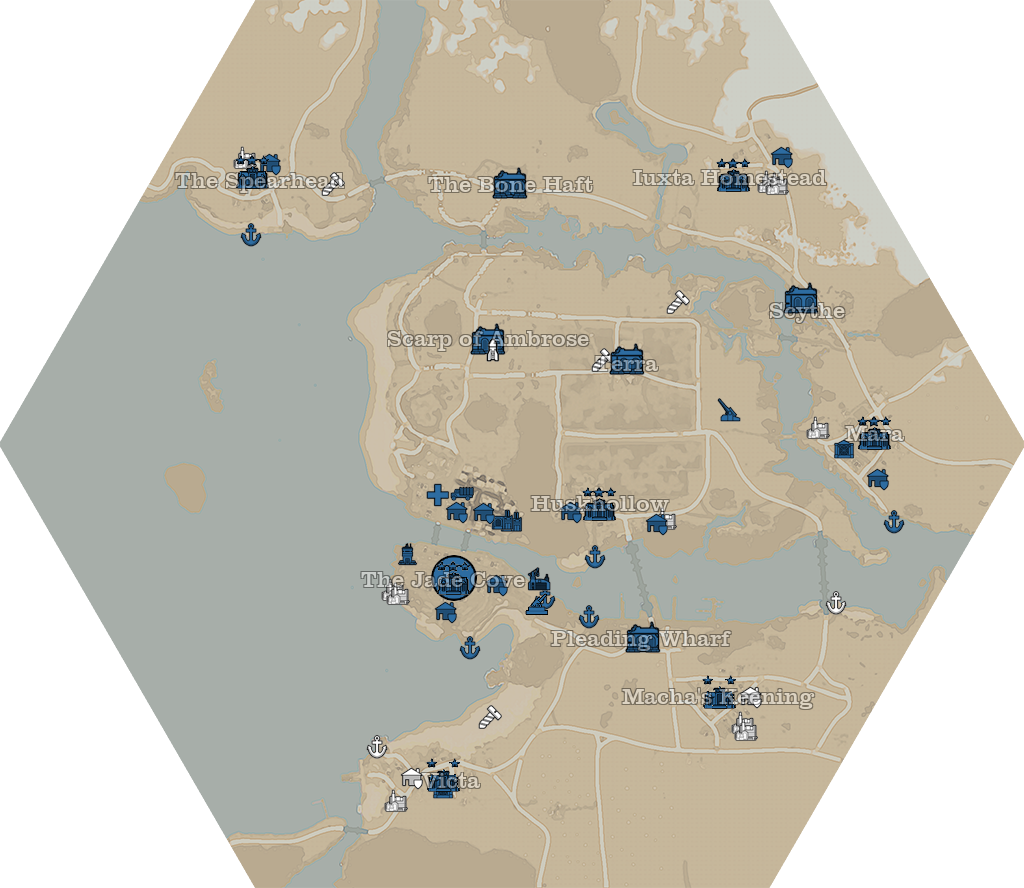 The Spearhead
The Bone Haft
Iuxta Homestead
Scythe
Scarp of Ambrose
Terra
Mara
Huskhollow
The Jade Cove
Pleading Wharf
Macha's Keening
Victa